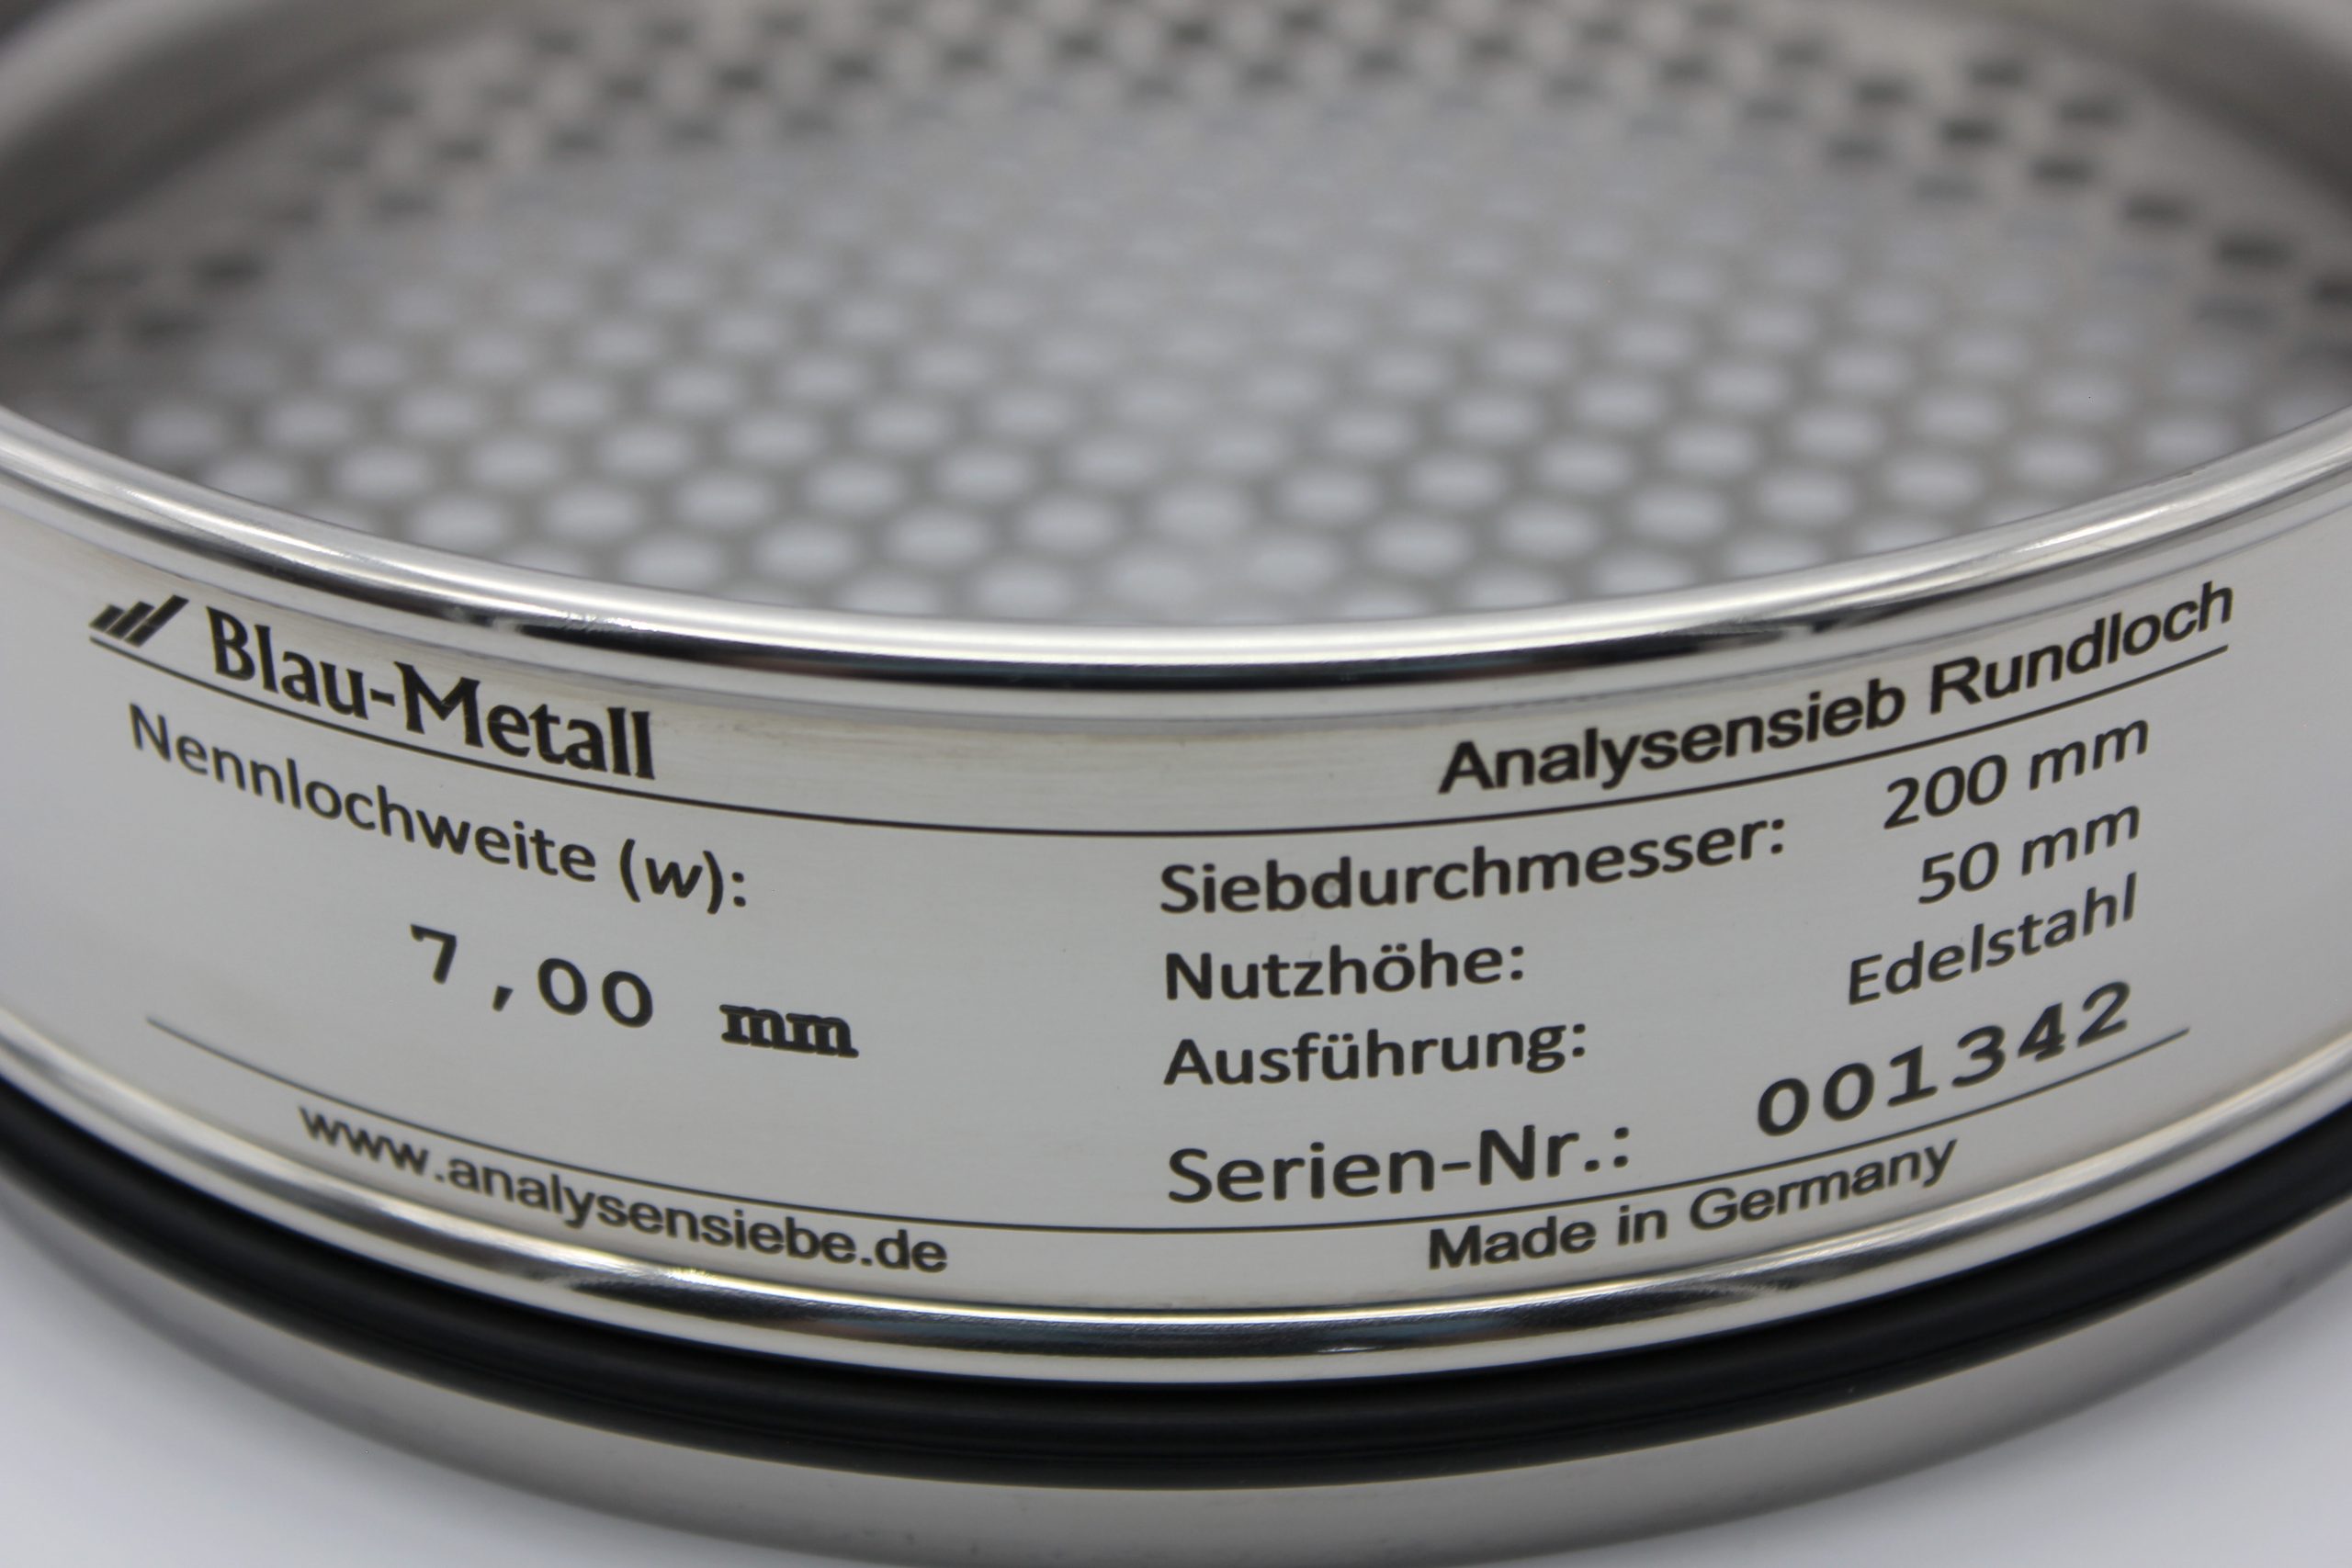 Blau-Metall
Analysensieb Rundloch
Nennlochweite (w):
7,00 mm
Siebdurchmesser: 200 mm
Nutzhöhe: 50 mm
Ausführung: Edelstahl
Serien-Nr.: 001342
www.analysensiebe.de
Made in Germany